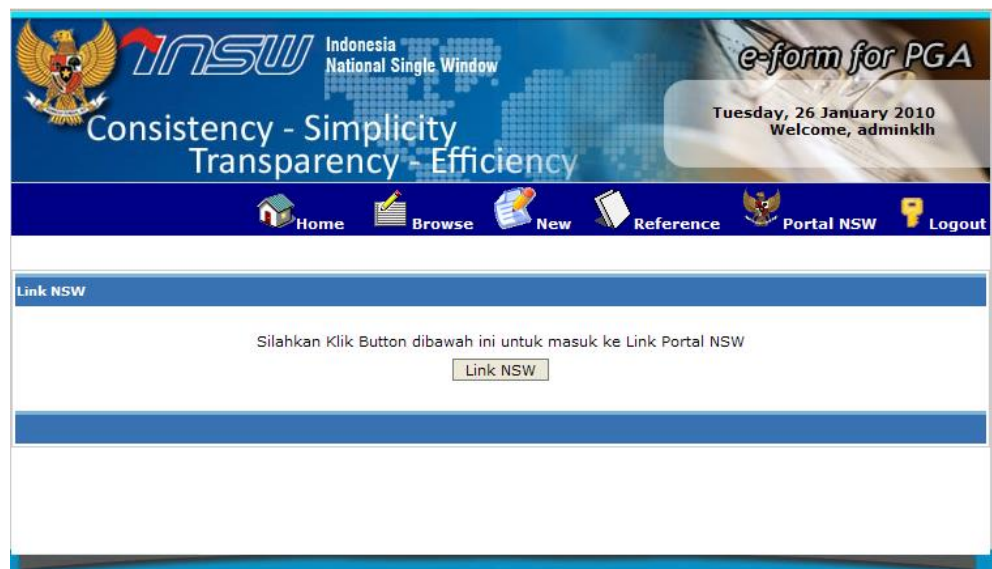 INSW
Indonesia
National Single Window
e-form for PGA
Tuesday, 26 January 2010
Welcome, adminklh
Consistency - Simplicity
Transparency - Efficiency
Home Browse New Reference Portal NSW Logout
Link NSW
Silahkan Klik Button dibawah ini untuk masuk ke Link Portal NSW
Link NSW